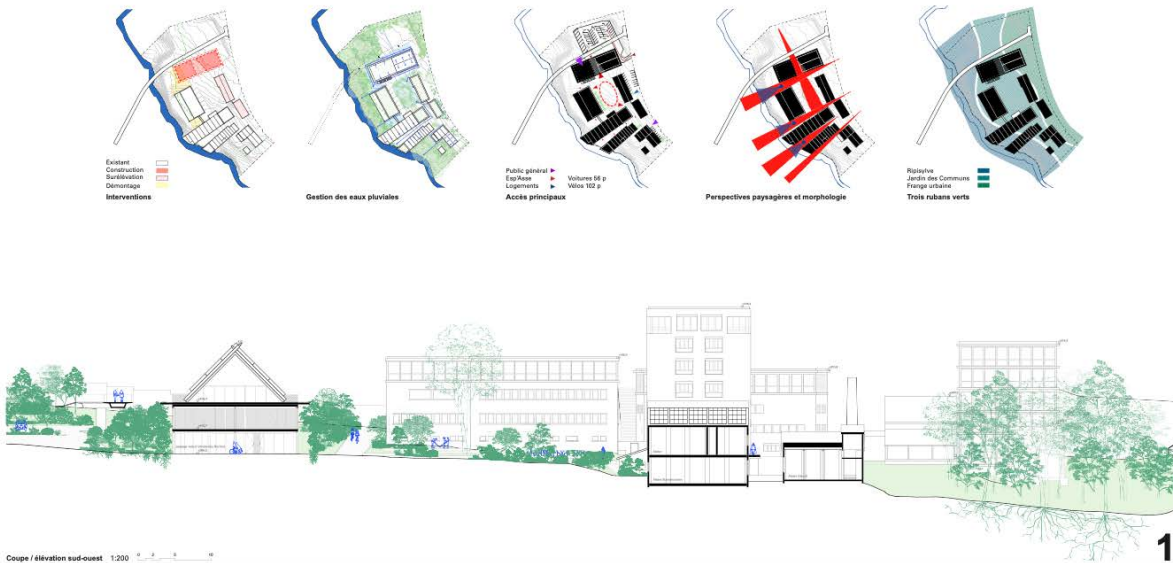 Existant
Construction
Surélévation
Démontage
Interventions
Gestion des eaux pluviales
Public général
Esp'Asse Voitures 56 p
Logements Vélos 102 p
Accès principaux
Perspectives paysagères et morphologie
Ripisylve
Jardin des Communs
Frange urbaine
Trois rubans verts
Coupe / élévation sud-ouest 1:200
1